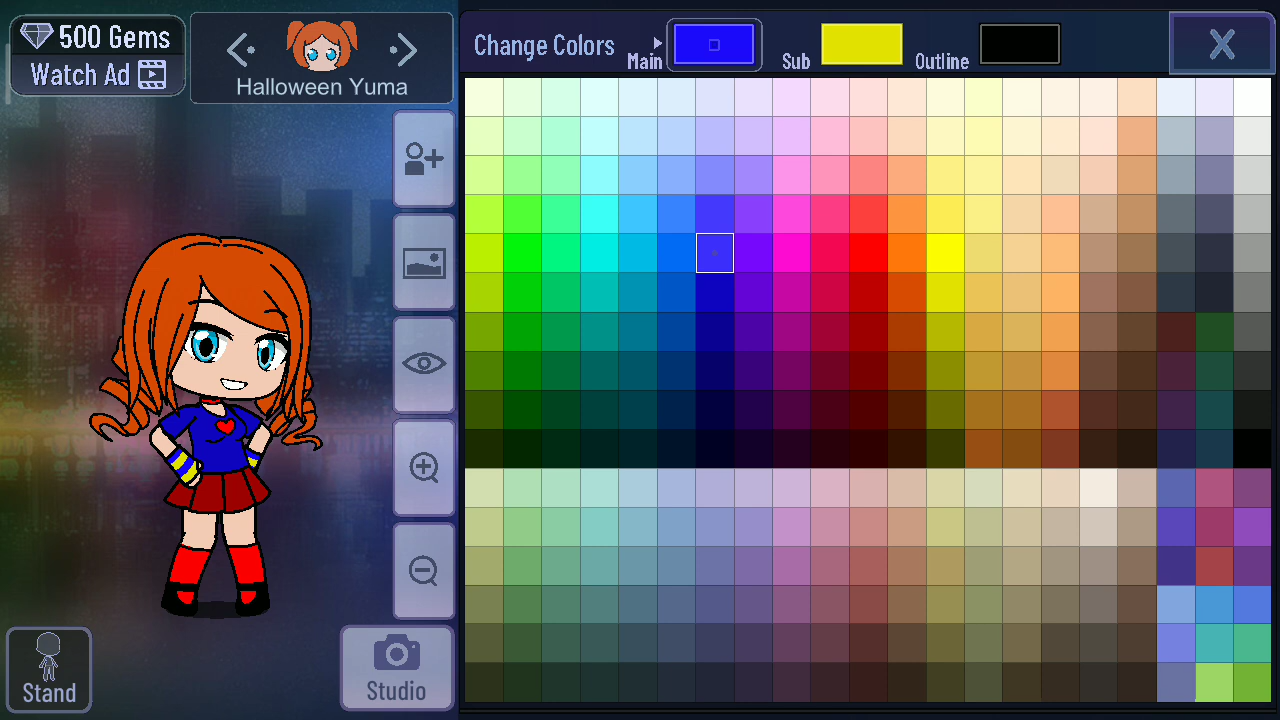 500 Gems
Watch Ad
Halloween Yuma
Change Colors
Main
Sub
Outline
X
Studio
Stand